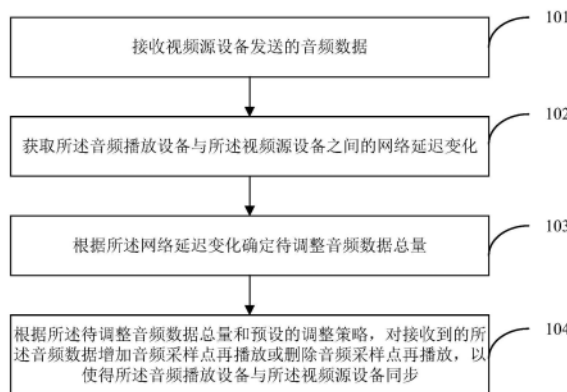 101
接收视频源设备发送的音频数据
102
获取所述音频播放设备与所述视频源设备之间的网络延迟变化
103
根据所述网络延迟变化确定待调整音频数据总量
104
根据所述待调整音频数据总量和预设的调整策略，对接收到的所
述音频数据增加音频采样点再播放或删除音频采样点再播放，以
使得所述音频播放设备与所述视频源设备同步